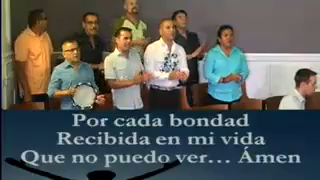 Por cada bondad
Recibida en mi vida
Que no puedo ver... Ámen